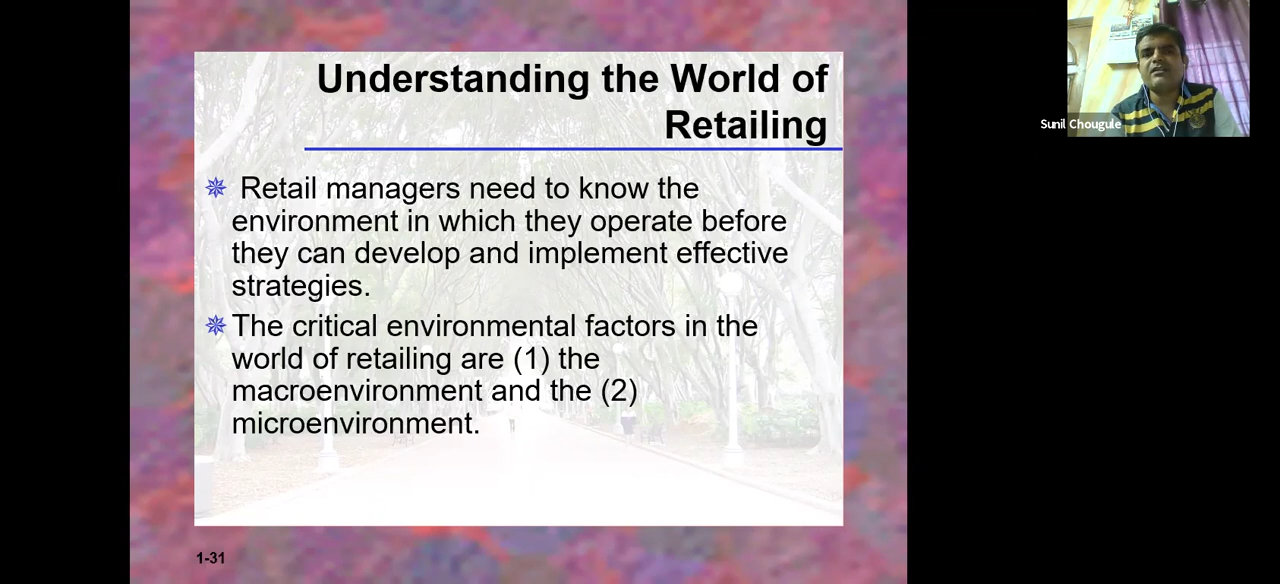 Understanding the World of
Retailing
Retail managers need to know the
environment in which they operate before
they can develop and implement effective
strategies.
The critical environmental factors in the
world of retailing are (1) the
macroenvironment and the (2)
microenvironment.
1-31
Sunil Chougule